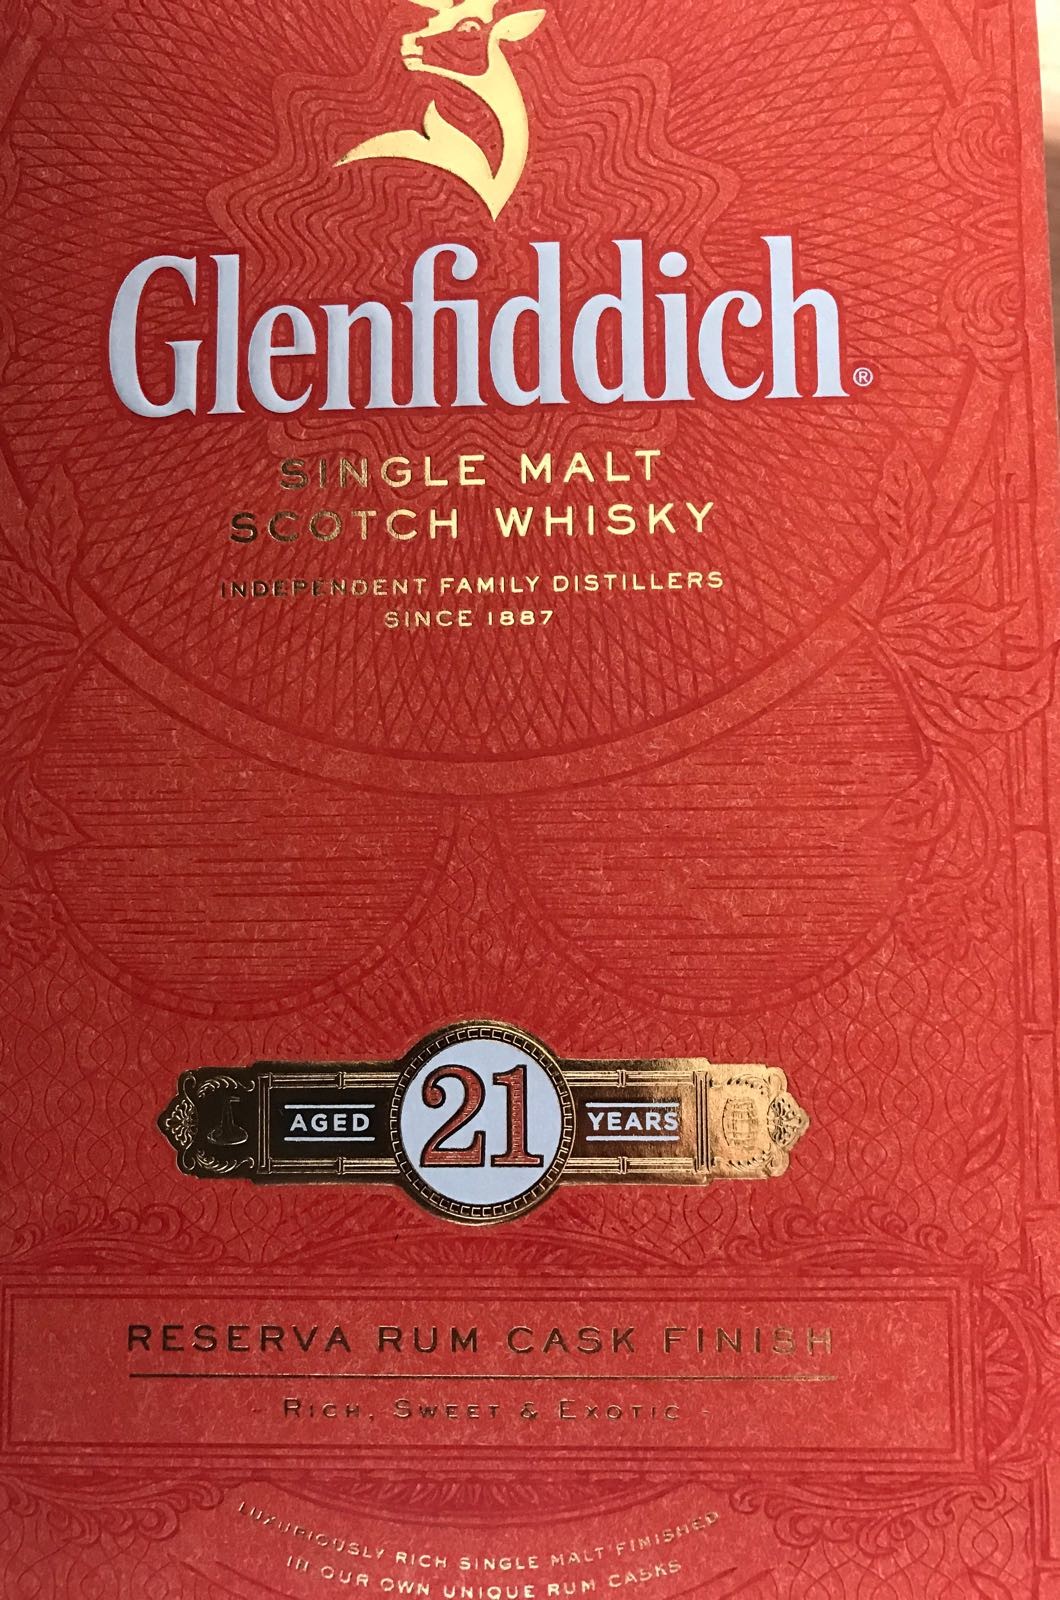 Glenfiddich®
SINGLE MALT
SCOTCH WHISKY
INDEPENDENT FAMILY DISTILLERS
SINCE 1887
AGED 21 YEARS
RESERVA RUM CASK FINISH
- RICH, SWEET & EXOTIC -
LUXURIOUSLY RICH SINGLE MALT FINISHED
IN OUR OWN UNIQUE RUM CASKS